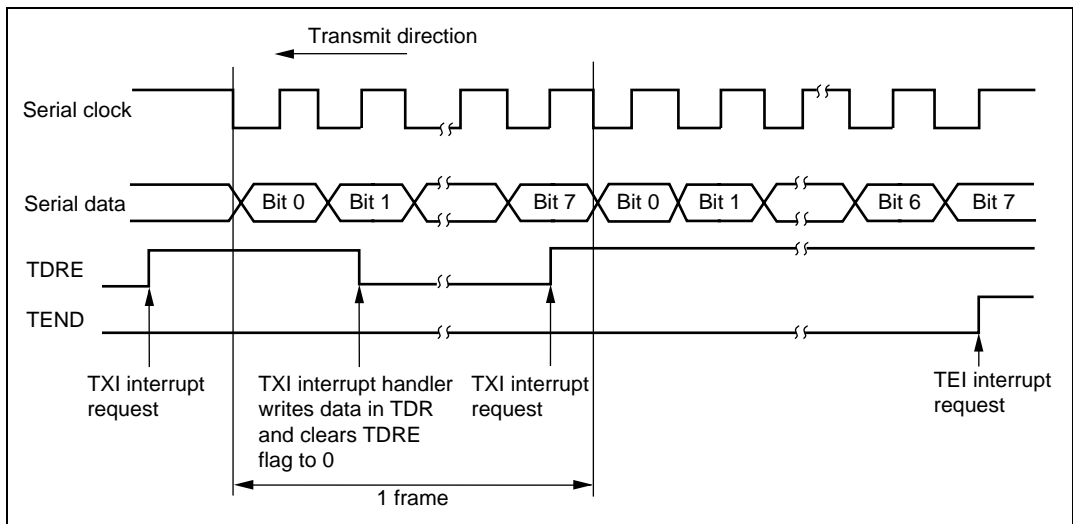 Transmit direction
Serial clock
Serial data
Bit 0
Bit 1
Bit 7
Bit 0
Bit 1
Bit 6
Bit 7
TDRE
TEND
TXI interrupt
request
TXI interrupt handler
writes data in TDR
and clears TDRE
flag to 0
TXI interrupt
request
TEI interrupt
request
1 frame